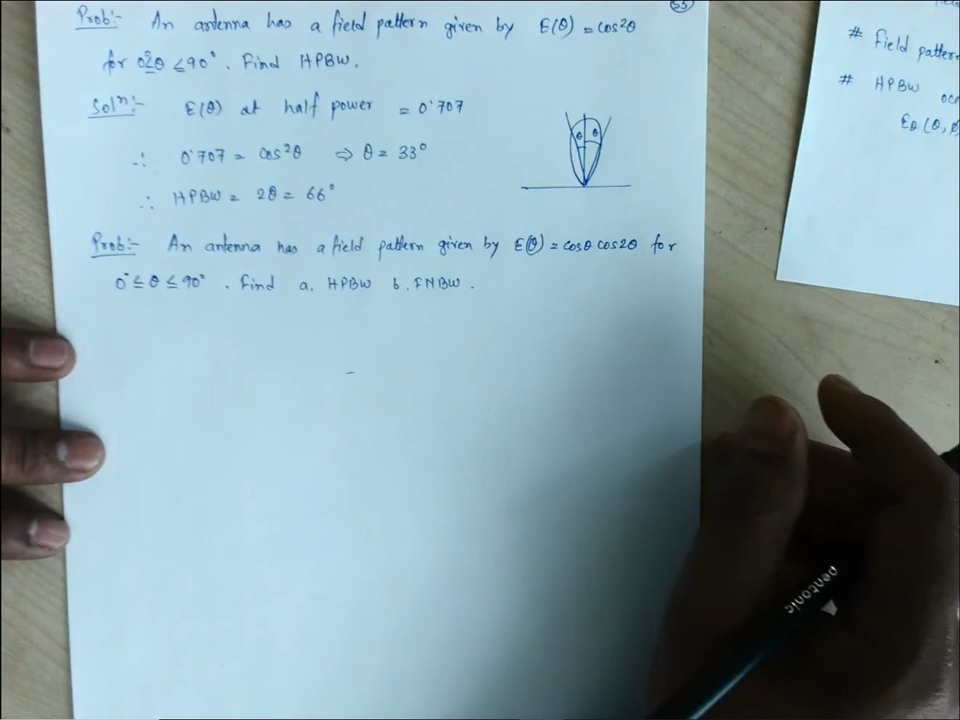 35
Prob:- An antenna has a field pattern given by E(θ) = cos²θ
for 0≤θ ≤90°. Find HPBW.
Solⁿ:- E(θ) at half power = 0.707
∴ 0.707 = cos²θ ⇒ θ = 33°
∴ HPBW = 2θ = 66°
θ θ
Prob:- An antenna has a field pattern given by E(θ) = cosθ cos2θ for
0° ≤ θ ≤ 90°. Find a. HPBW b. FNBW.
# Field pattern
# HPBW
Eθ(θ,
pentonic